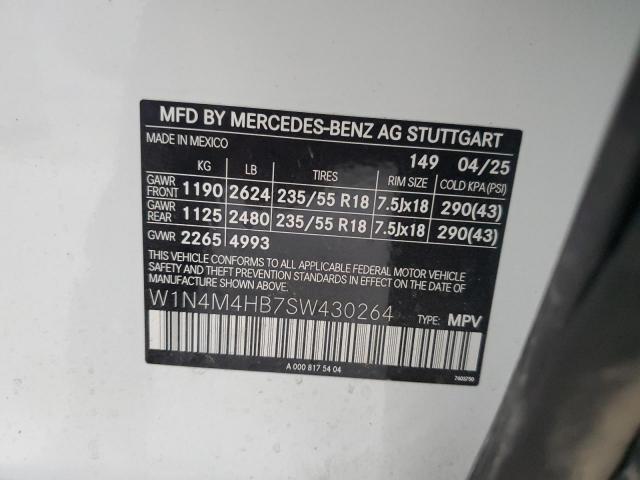 MFD BY MERCEDES-BENZ AG STUTTGART
MADE IN MEXICO
149 04/25
KG LB TIRES RIM SIZE COLD KPA(PSI)
GAWR FRONT 1190 2624 235/55 R18 7.5Jx18 290(43)
GAWR REAR 1125 2480 235/55 R18 7.5Jx18 290(43)
GVWR 2265 4993
THIS VEHICLE CONFORMS TO ALL APPLICABLE FEDERAL MOTOR VEHICLE
SAFETY, BUMPER, AND THEFT PREVENTION STANDARDS IN EFFECT ON THE
DATE OF MANUFACTURE SHOWN ABOVE.
W1N4M4HB7SW430264
TYPE: MPV
A 000 817 54 04